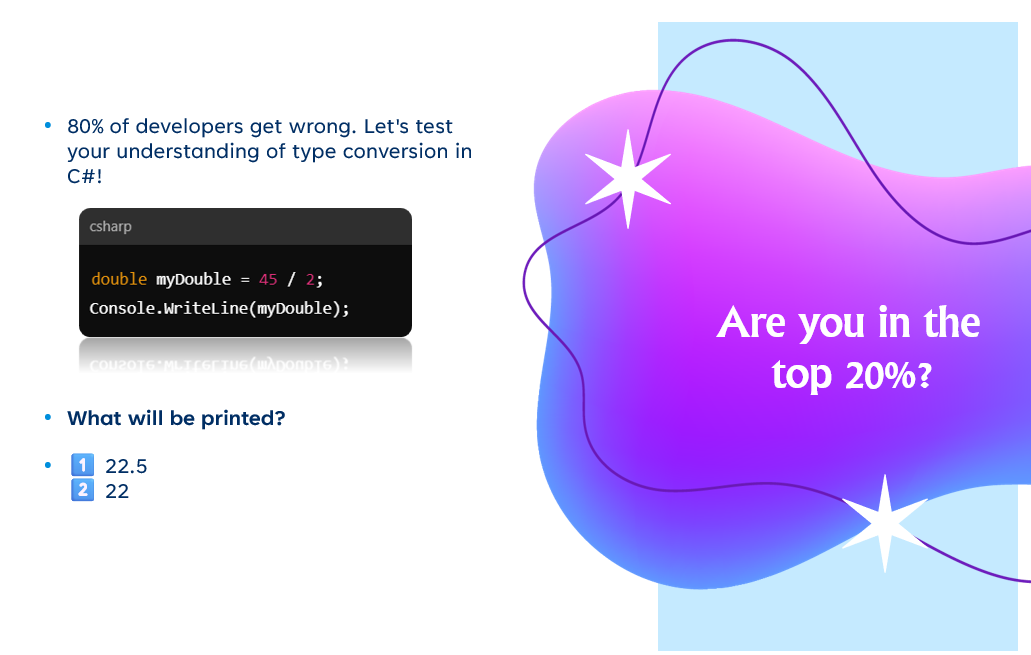 80% of developers get wrong. Let's test
your understanding of type conversion in
C#!
csharp
double myDouble = 45 / 2;
Console.WriteLine(myDouble);
What will be printed?
1 22.5
2 22
Are you in the
top 20%?